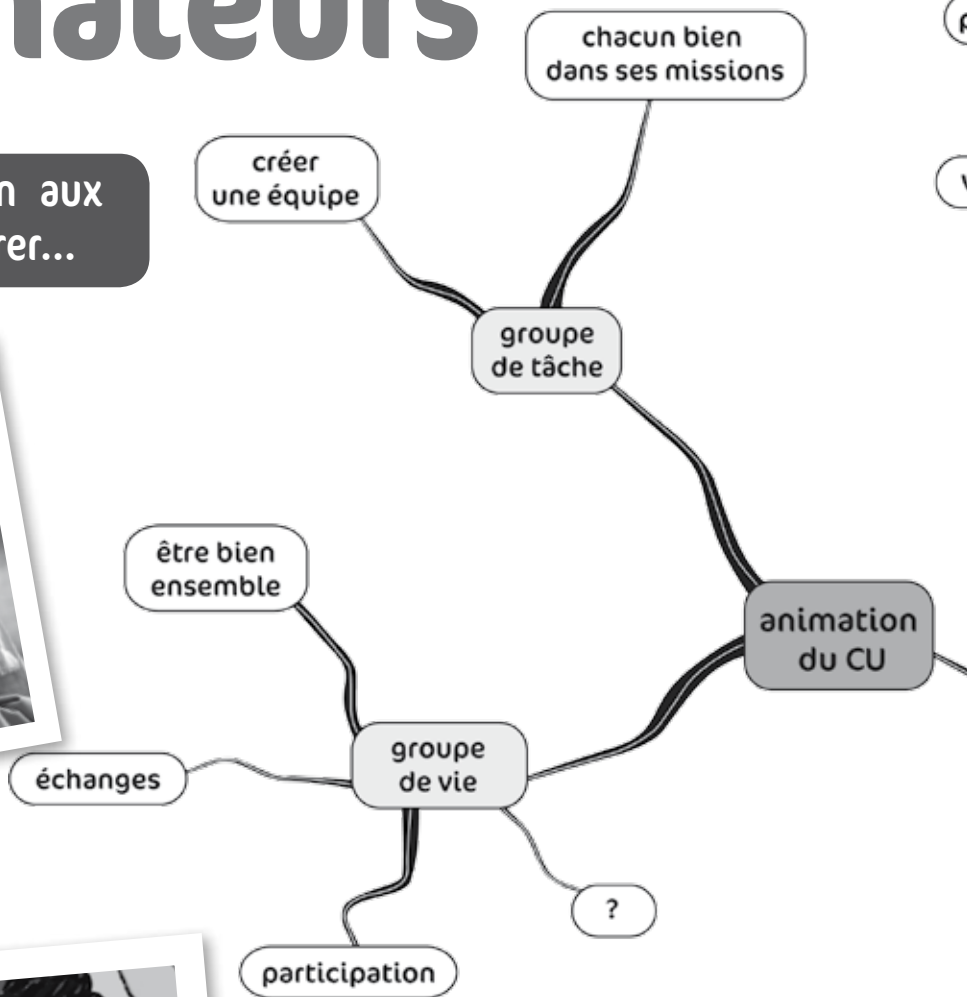 chacun bien
dans ses missions
créer
une équipe
aux
groupe
de tâche
être bien
ensemble
animation
du CU
groupe
de vie
échanges
?
participation